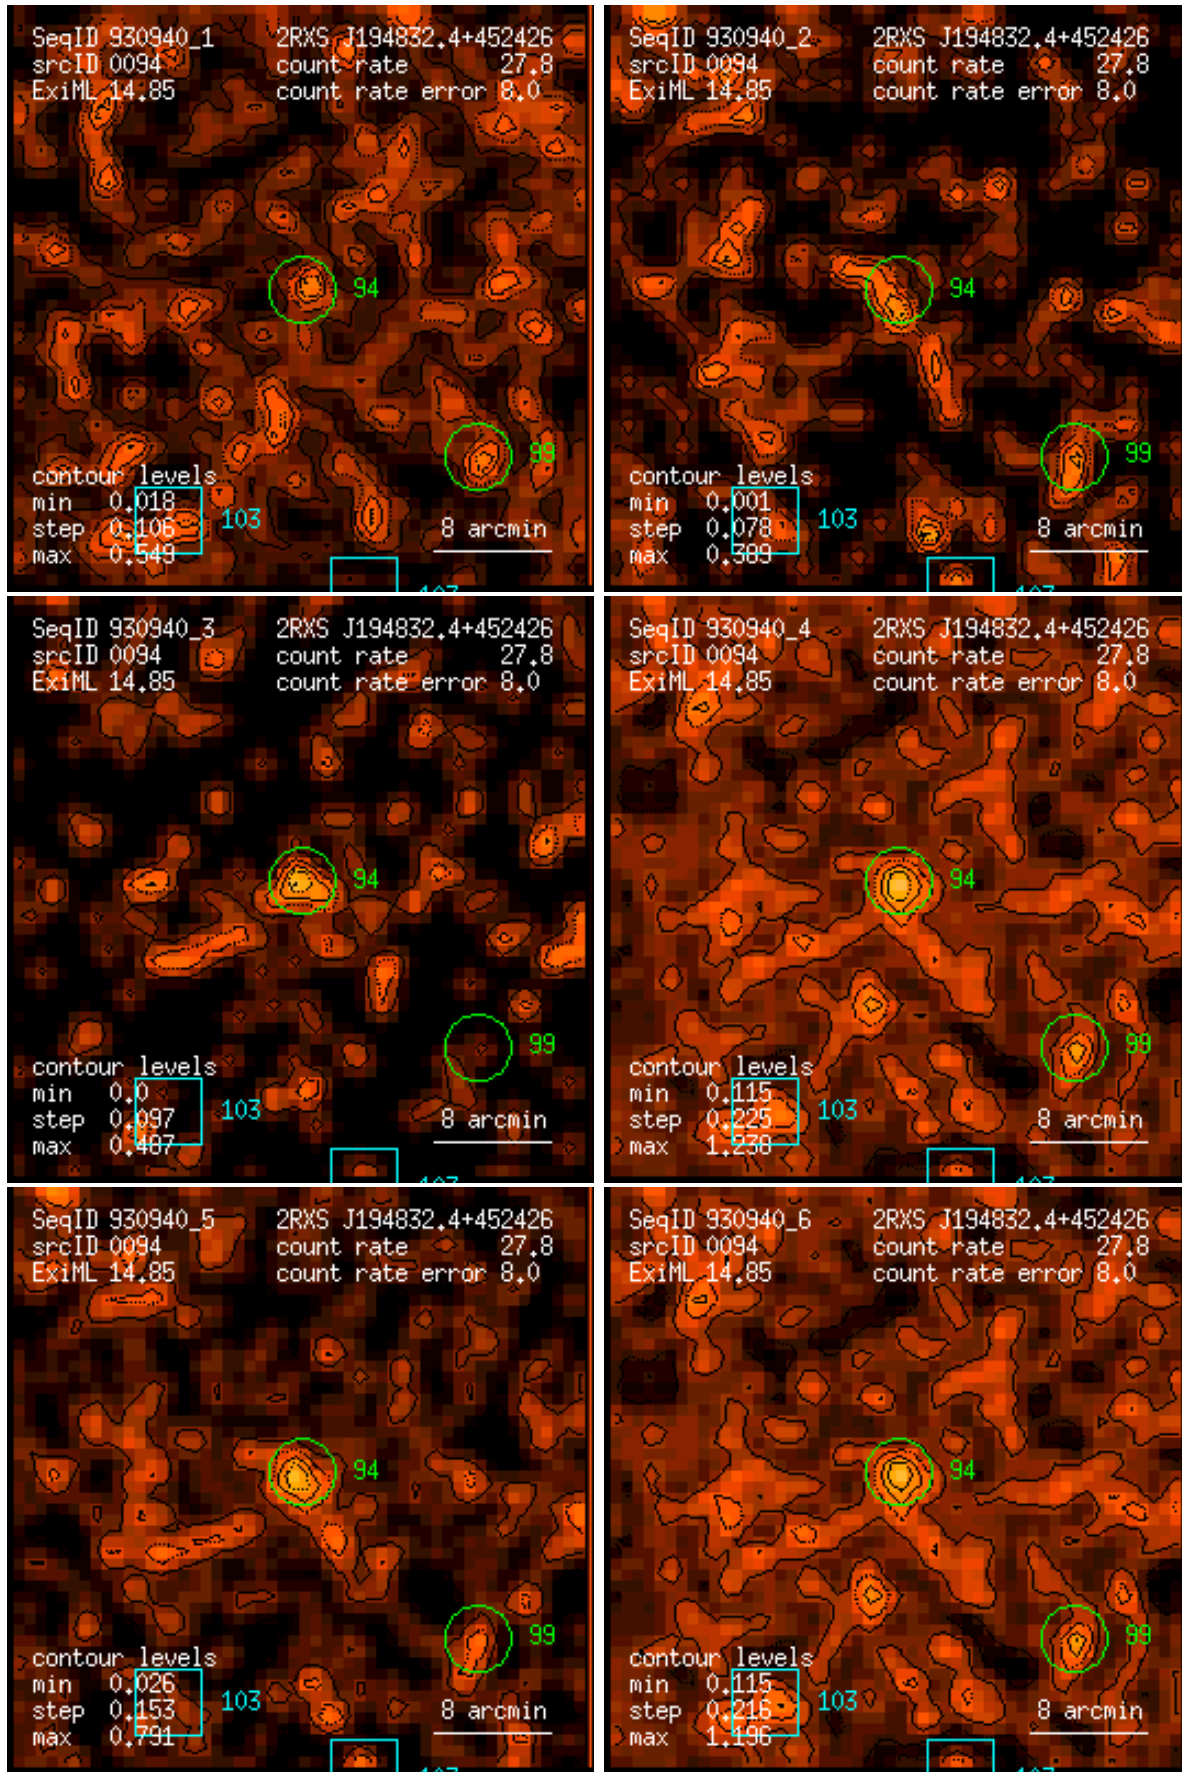 SeqID 930940_1 2RXS J194832.4+452426
srcID 0094 count rate 27.8
ExiML 14.85 count rate error 8.0
94
99
contour levels
min 0.018
step 0.106 103 8 arcmin
max 0.549
107
SeqID 930940_2 2RXS J194832.4+452426
srcID 0094 count rate 27.8
ExiML 14.85 count rate error 8.0
94
99
contour levels
min 0.001
step 0.078 103 8 arcmin
max 0.389
107
SeqID 930940_3 2RXS J194832.4+452426
srcID 0094 count rate 27.8
ExiML 14.85 count rate error 8.0
94
99
contour levels
min 0.0
step 0.097 103 8 arcmin
max 0.487
107
SeqID 930940_4 2RXS J194832.4+452426
srcID 0094 count rate 27.8
ExiML 14.85 count rate error 8.0
94
99
contour levels
min 0.115
step 0.225 103 8 arcmin
max 1.238
107
SeqID 930940_5 2RXS J194832.4+452426
srcID 0094 count rate 27.8
ExiML 14.85 count rate error 8.0
94
99
contour levels
min 0.026
step 0.153 103 8 arcmin
max 0.791
107
SeqID 930940_6 2RXS J194832.4+452426
srcID 0094 count rate 27.8
ExiML 14.85 count rate error 8.0
94
99
contour levels
min 0.115
step 0.216 103 8 arcmin
max 1.196
107